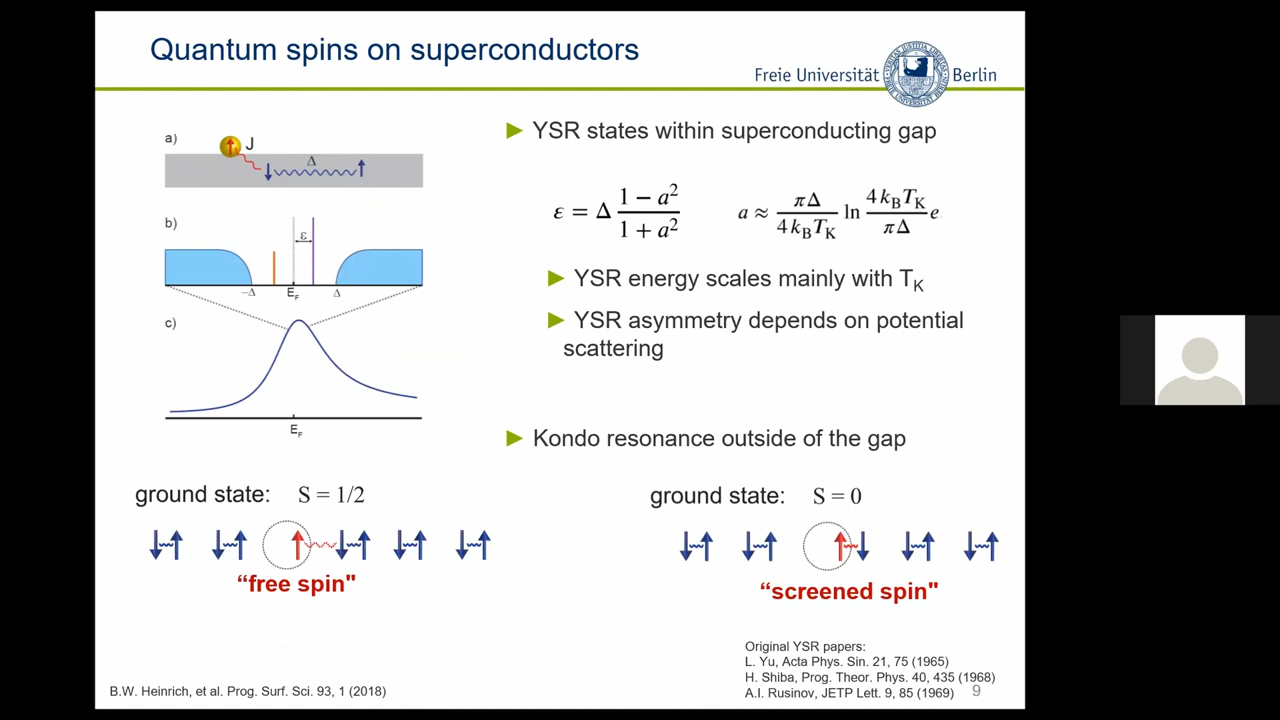 Quantum spins on superconductors
Freie Universität Berlin
a)
J
Δ
b)
ε
-Δ
E_F
Δ
c)
E_F
► YSR states within superconducting gap
ε = Δ (1 − a²)/(1 + a²)
a ≈ πΔ/(4k_BT_K) ln 4k_BT_K/(πΔ) e
► YSR energy scales mainly with T_K
► YSR asymmetry depends on potential
scattering
► Kondo resonance outside of the gap
ground state: S = 1/2
“free spin"
ground state: S = 0
“screened spin"
Original YSR papers:
L. Yu, Acta Phys. Sin. 21, 75 (1965)
H. Shiba, Prog. Theor. Phys. 40, 435 (1968)
A.I. Rusinov, JETP Lett. 9, 85 (1969)
B.W. Heinrich, et al. Prog. Surf. Sci. 93, 1 (2018)
9